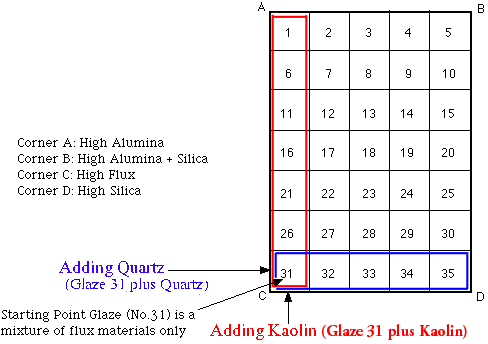 A B
1 2 3 4 5
6 7 8 9 10
11 12 13 14 15
16 17 18 19 20
21 22 23 24 25
26 27 28 29 30
31 32 33 34 35
C D
Corner A: High Alumina
Corner B: High Alumina + Silica
Corner C: High Flux
Corner D: High Silica
Adding Quartz
(Glaze 31 plus Quartz)
Starting Point Glaze (No.31) is a
mixture of flux materials only
Adding Kaolin (Glaze 31 plus Kaolin)